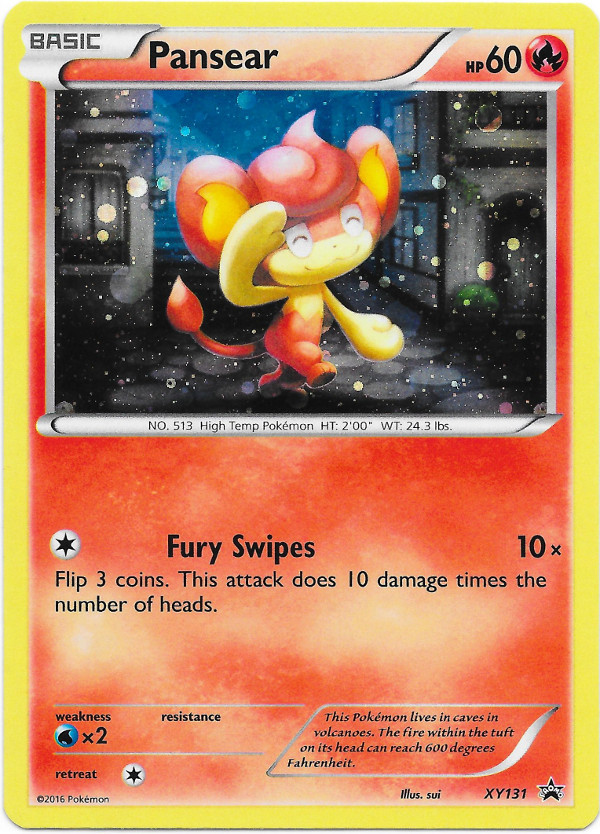 BASIC Pansear HP60
NO. 513 High Temp Pokémon HT: 2'00" WT: 24.3 lbs.
Fury Swipes 10×
Flip 3 coins. This attack does 10 damage times the
number of heads.
weakness resistance
×2
retreat
This Pokémon lives in caves in
volcanoes. The fire within the tuft
on its head can reach 600 degrees
Fahrenheit.
©2016 Pokémon Illus. sui XY131 PROMO